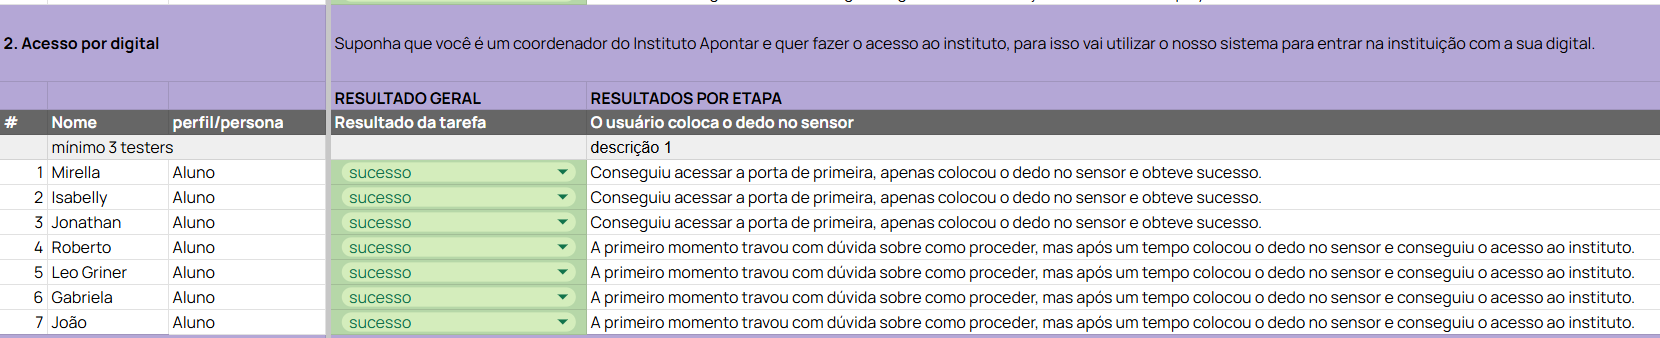 2. Acesso por digital Suponha que você é um coordenador do Instituto Apontar e quer fazer o acesso ao instituto, para isso vai utilizar o nosso sistema para entrar na instituição com a sua digital.
RESULTADO GERAL RESULTADOS POR ETAPA
# Nome perfil/persona Resultado da tarefa O usuário coloca o dedo no sensor
mínimo 3 testers descrição 1
1 Mirella Aluno sucesso Conseguiu acessar a porta de primeira, apenas colocou o dedo no sensor e obteve sucesso.
2 Isabelly Aluno sucesso Conseguiu acessar a porta de primeira, apenas colocou o dedo no sensor e obteve sucesso.
3 Jonathan Aluno sucesso Conseguiu acessar a porta de primeira, apenas colocou o dedo no sensor e obteve sucesso.
4 Roberto Aluno sucesso A primeiro momento travou com dúvida sobre como proceder, mas após um tempo colocou o dedo no sensor e conseguiu o acesso ao instituto.
5 Leo Griner Aluno sucesso A primeiro momento travou com dúvida sobre como proceder, mas após um tempo colocou o dedo no sensor e conseguiu o acesso ao instituto.
6 Gabriela Aluno sucesso A primeiro momento travou com dúvida sobre como proceder, mas após um tempo colocou o dedo no sensor e conseguiu o acesso ao instituto.
7 João Aluno sucesso A primeiro momento travou com dúvida sobre como proceder, mas após um tempo colocou o dedo no sensor e conseguiu o acesso ao instituto.